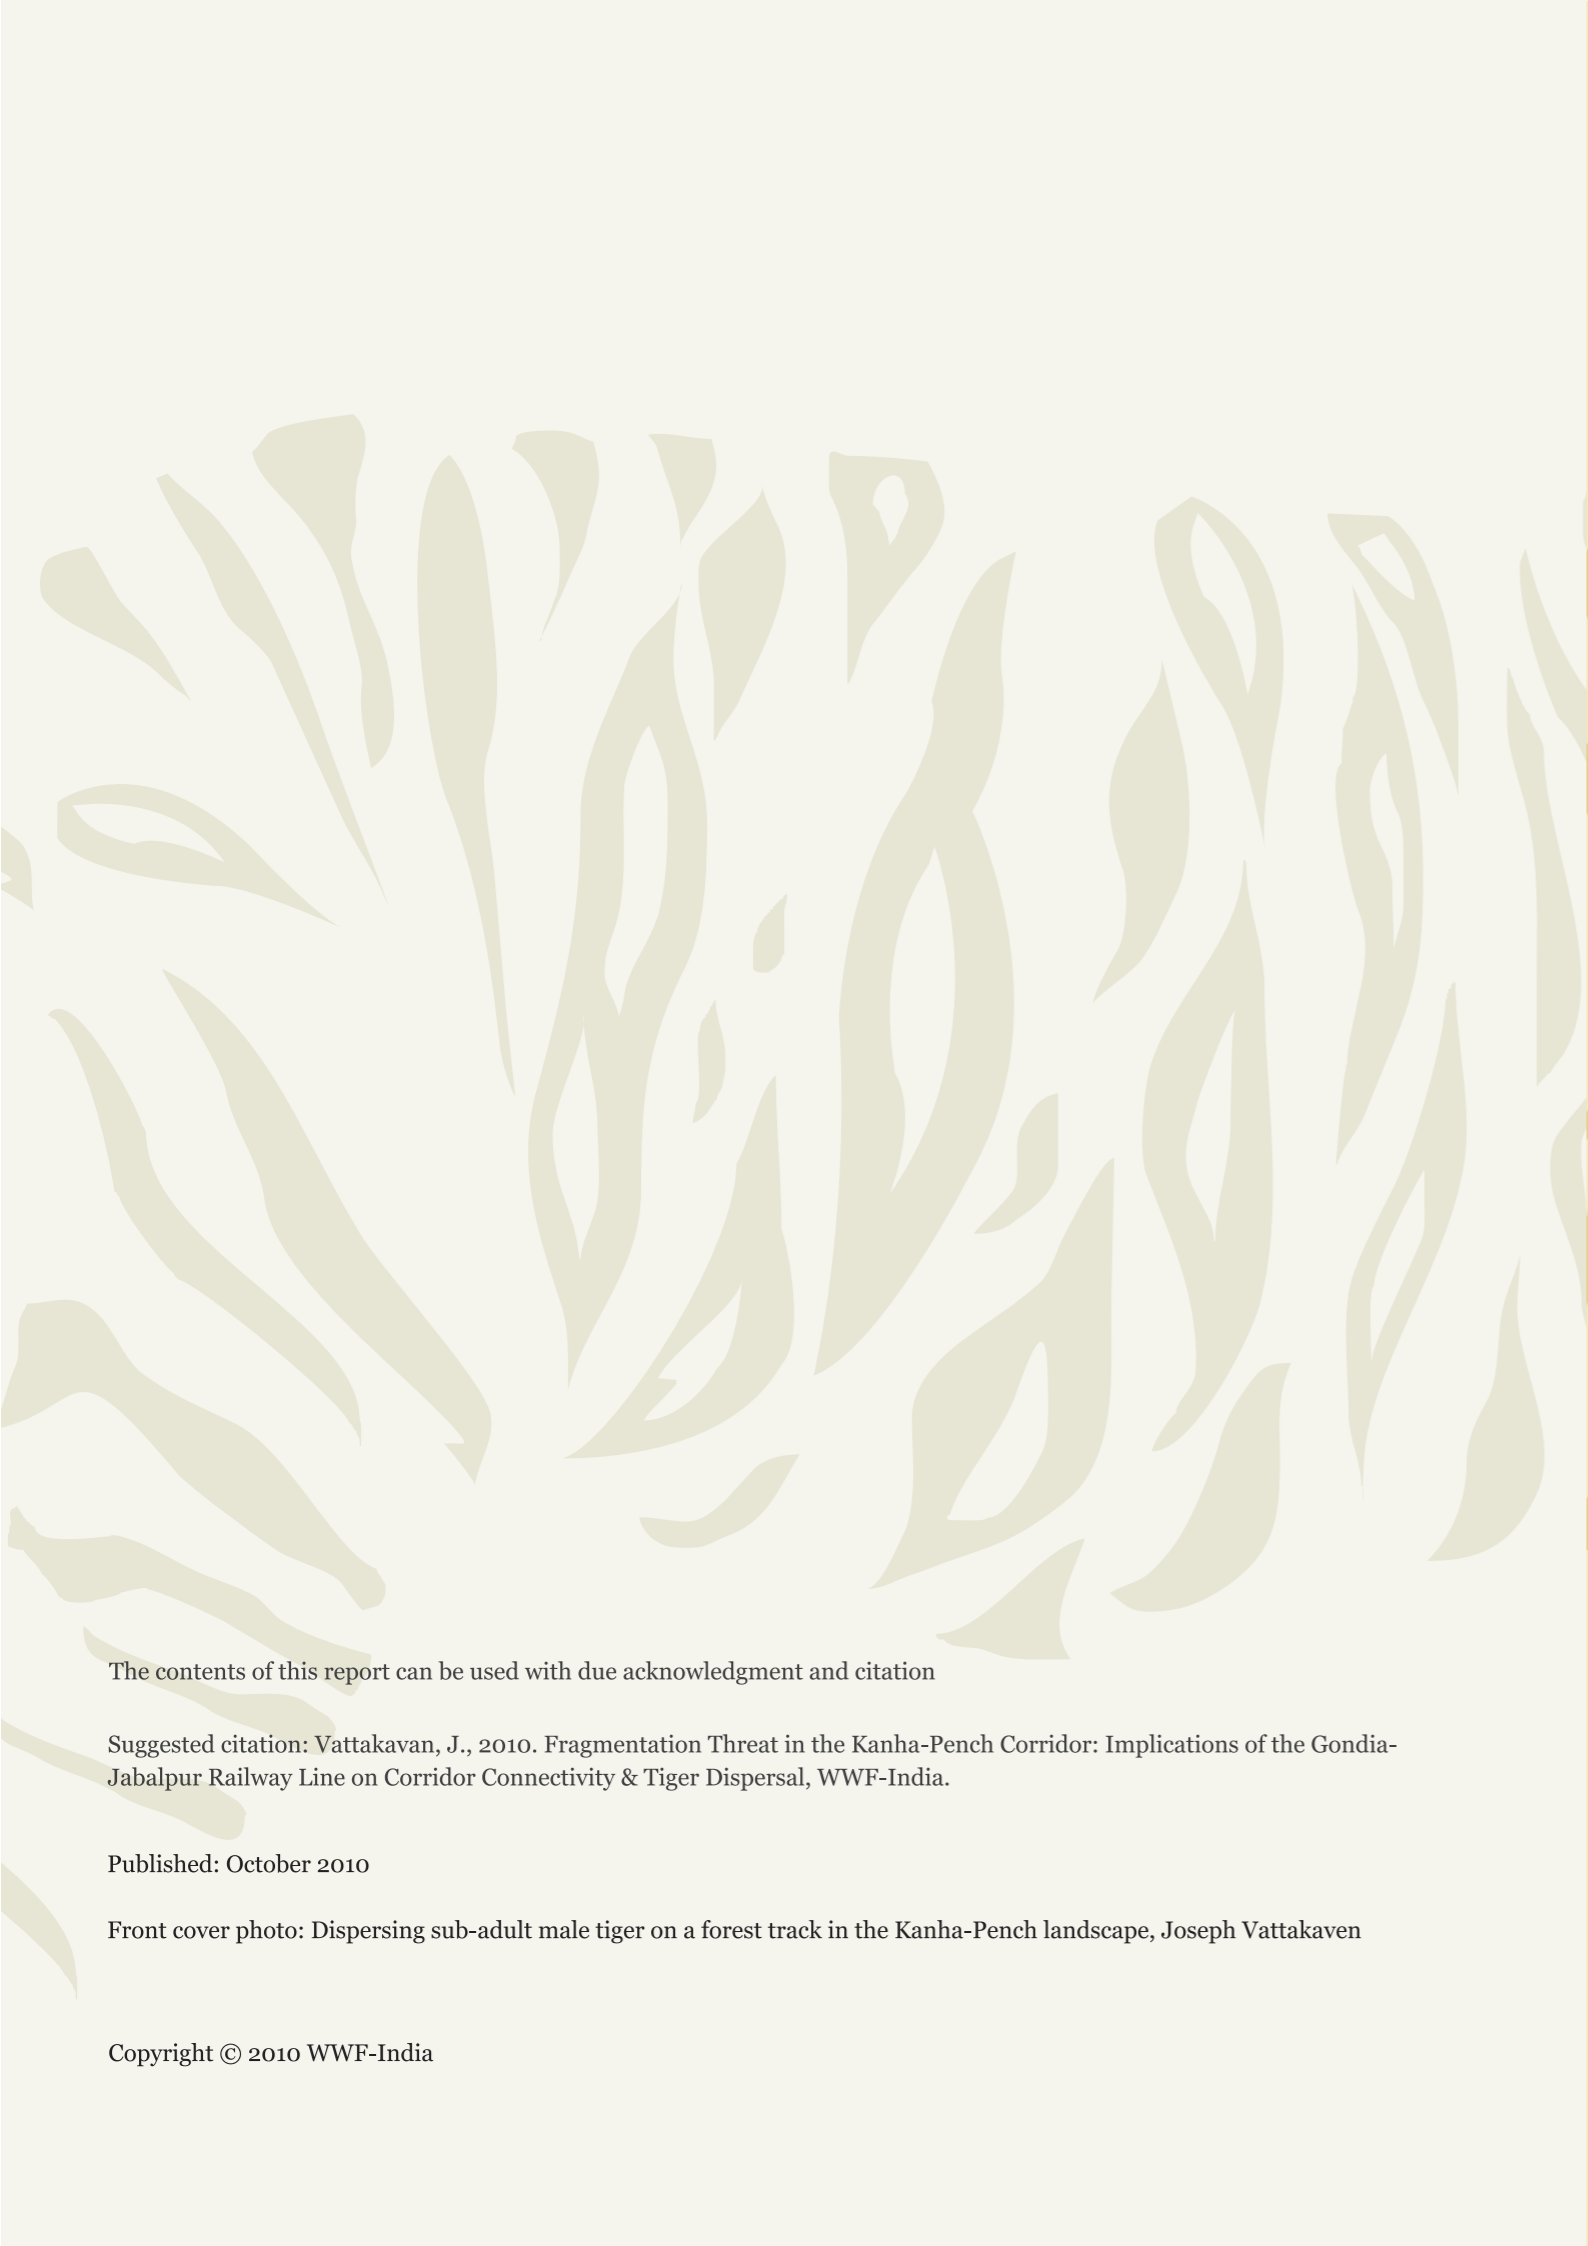 The contents of this report can be used with due acknowledgment and citation
Suggested citation: Vattakavan, J., 2010. Fragmentation Threat in the Kanha-Pench Corridor: Implications of the Gondia-
Jabalpur Railway Line on Corridor Connectivity & Tiger Dispersal, WWF-India.
Published: October 2010
Front cover photo: Dispersing sub-adult male tiger on a forest track in the Kanha-Pench landscape, Joseph Vattakaven
Copyright © 2010 WWF-India